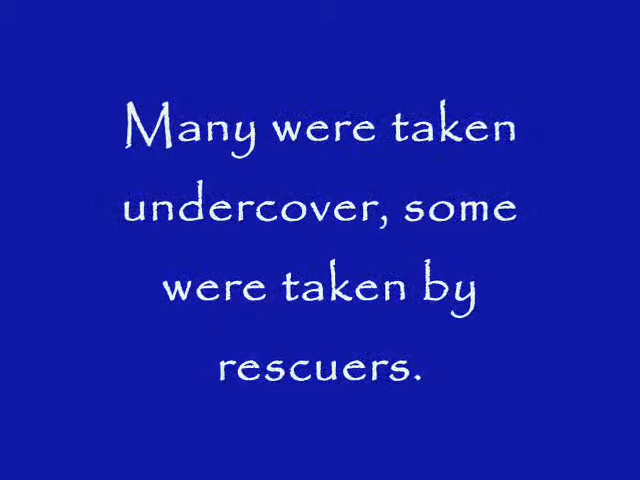 Many were taken
undercover, some
were taken by
rescuers.